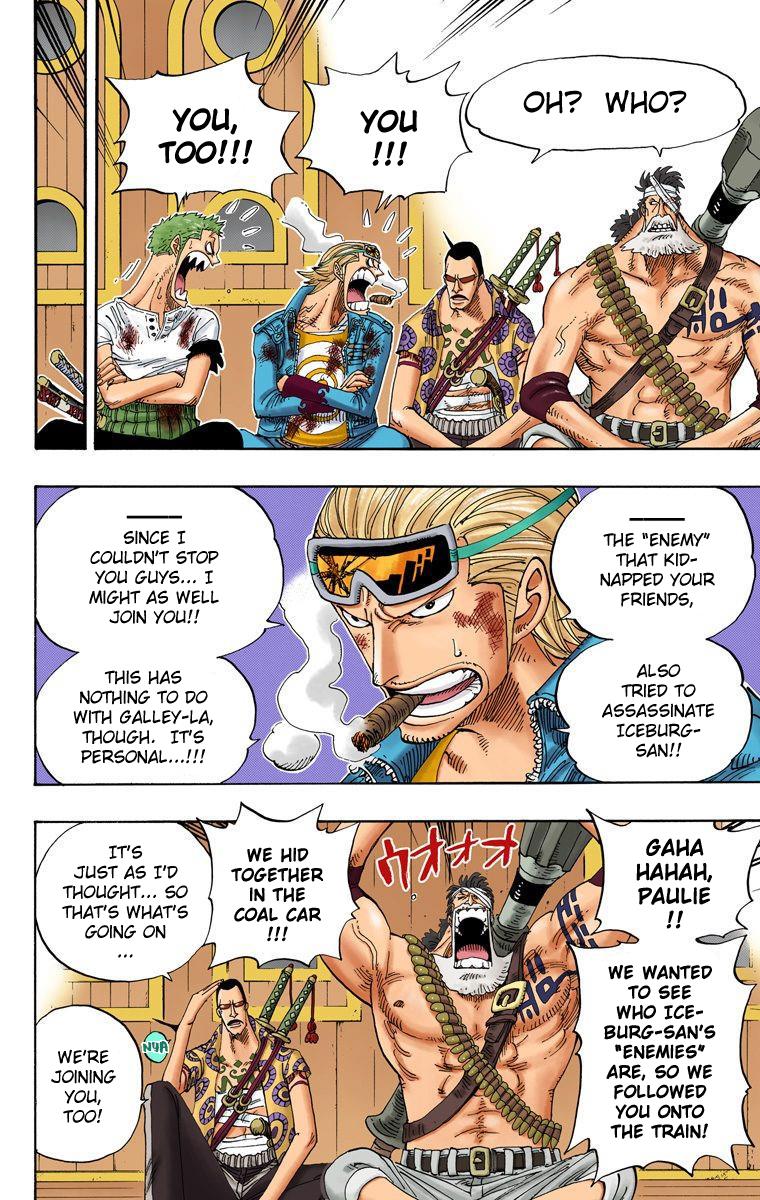 OH? WHO?
YOU
!!!
YOU,
TOO!!!
THE "ENEMY"
THAT KID-
NAPPED YOUR
FRIENDS,
ALSO
TRIED TO
ASSASSINATE
ICEBURG-
SAN!!
SINCE I
COULDN'T STOP
YOU GUYS... I
MIGHT AS WELL
JOIN YOU!!
THIS HAS
NOTHING TO DO
WITH GALLEY-LA,
THOUGH. IT'S
PERSONAL...!!!
GAHA
HAHAH,
PAULIE
!!
WE WANTED
TO SEE
WHO ICE-
BURG-SAN'S
"ENEMIES"
ARE, SO WE
FOLLOWED
YOU ONTO
THE TRAIN!
ウオオオ
WE HID
TOGETHER
IN THE
COAL CAR
!!!
IT'S
JUST AS I'D
THOUGHT... SO
THAT'S WHAT'S
GOING ON
...
NYA
WE'RE
JOINING
YOU,
TOO!